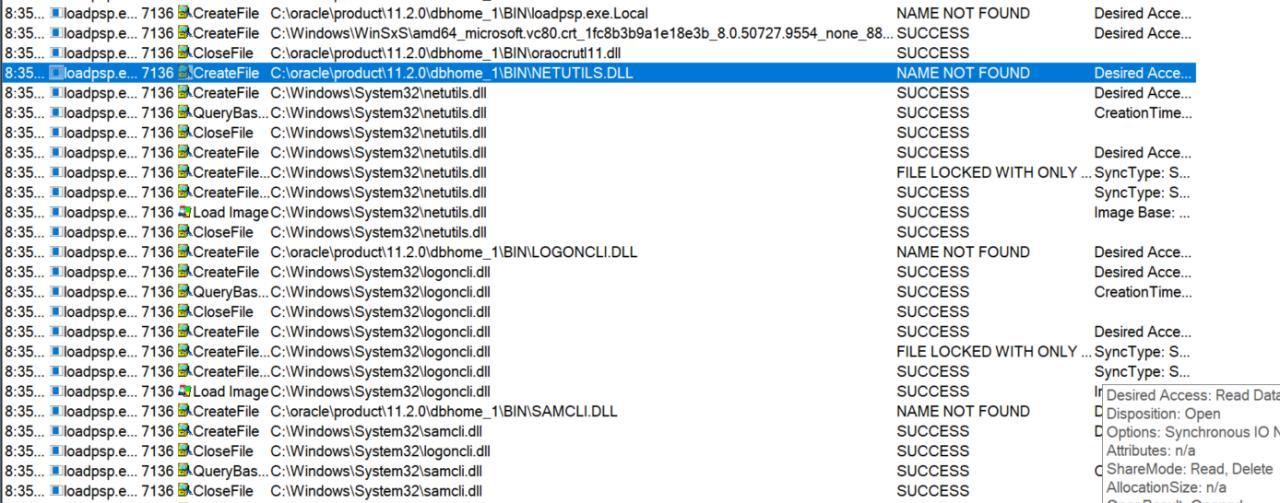 8:35... loadpsp.e... 7136 CreateFile C:\oracle\product\11.2.0\dbhome_1\BIN\loadpsp.exe.Local NAME NOT FOUND Desired Acce...
8:35... loadpsp.e... 7136 CreateFile C:\Windows\WinSxS\amd64_microsoft.vc80.crt_1fc8b3b9a1e18e3b_8.0.50727.9554_none_88... SUCCESS Desired Acce...
8:35... loadpsp.e... 7136 CloseFile C:\oracle\product\11.2.0\dbhome_1\BIN\oraocrutl11.dll SUCCESS
8:35... loadpsp.e... 7136 CreateFile C:\oracle\product\11.2.0\dbhome_1\BIN\NETUTILS.DLL NAME NOT FOUND Desired Acce...
8:35... loadpsp.e... 7136 CreateFile C:\Windows\System32\netutils.dll SUCCESS Desired Acce...
8:35... loadpsp.e... 7136 QueryBas... C:\Windows\System32\netutils.dll SUCCESS CreationTime...
8:35... loadpsp.e... 7136 CloseFile C:\Windows\System32\netutils.dll SUCCESS
8:35... loadpsp.e... 7136 CreateFile C:\Windows\System32\netutils.dll SUCCESS Desired Acce...
8:35... loadpsp.e... 7136 CreateFile... C:\Windows\System32\netutils.dll FILE LOCKED WITH ONLY ... SyncType: S...
8:35... loadpsp.e... 7136 CreateFile... C:\Windows\System32\netutils.dll SUCCESS SyncType: S...
8:35... loadpsp.e... 7136 Load Image C:\Windows\System32\netutils.dll SUCCESS Image Base: ...
8:35... loadpsp.e... 7136 CloseFile C:\Windows\System32\netutils.dll SUCCESS
8:35... loadpsp.e... 7136 CreateFile C:\oracle\product\11.2.0\dbhome_1\BIN\LOGONCLI.DLL NAME NOT FOUND Desired Acce...
8:35... loadpsp.e... 7136 CreateFile C:\Windows\System32\logoncli.dll SUCCESS Desired Acce...
8:35... loadpsp.e... 7136 QueryBas... C:\Windows\System32\logoncli.dll SUCCESS CreationTime...
8:35... loadpsp.e... 7136 CloseFile C:\Windows\System32\logoncli.dll SUCCESS
8:35... loadpsp.e... 7136 CreateFile C:\Windows\System32\logoncli.dll SUCCESS Desired Acce...
8:35... loadpsp.e... 7136 CreateFile... C:\Windows\System32\logoncli.dll FILE LOCKED WITH ONLY ... SyncType: S...
8:35... loadpsp.e... 7136 CreateFile... C:\Windows\System32\logoncli.dll SUCCESS SyncType: S...
8:35... loadpsp.e... 7136 Load Image C:\Windows\System32\logoncli.dll SUCCESS
8:35... loadpsp.e... 7136 CreateFile C:\oracle\product\11.2.0\dbhome_1\BIN\SAMCLI.DLL NAME NOT FOUND
8:35... loadpsp.e... 7136 CreateFile C:\Windows\System32\samcli.dll SUCCESS
8:35... loadpsp.e... 7136 CloseFile C:\Windows\System32\logoncli.dll SUCCESS
8:35... loadpsp.e... 7136 QueryBas... C:\Windows\System32\samcli.dll SUCCESS
8:35... loadpsp.e... 7136 CloseFile C:\Windows\System32\samcli.dll SUCCESS
Desired Access: Read Data
Disposition: Open
Options: Synchronous IO N
Attributes: n/a
ShareMode: Read, Delete
AllocationSize: n/a